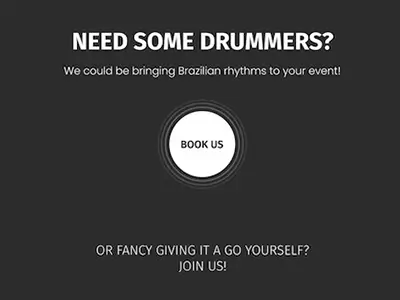 NEED SOME DRUMMERS?
We could be bringing Brazilian rhythms to your event!
BOOK US
OR FANCY GIVING IT A GO YOURSELF?
JOIN US!